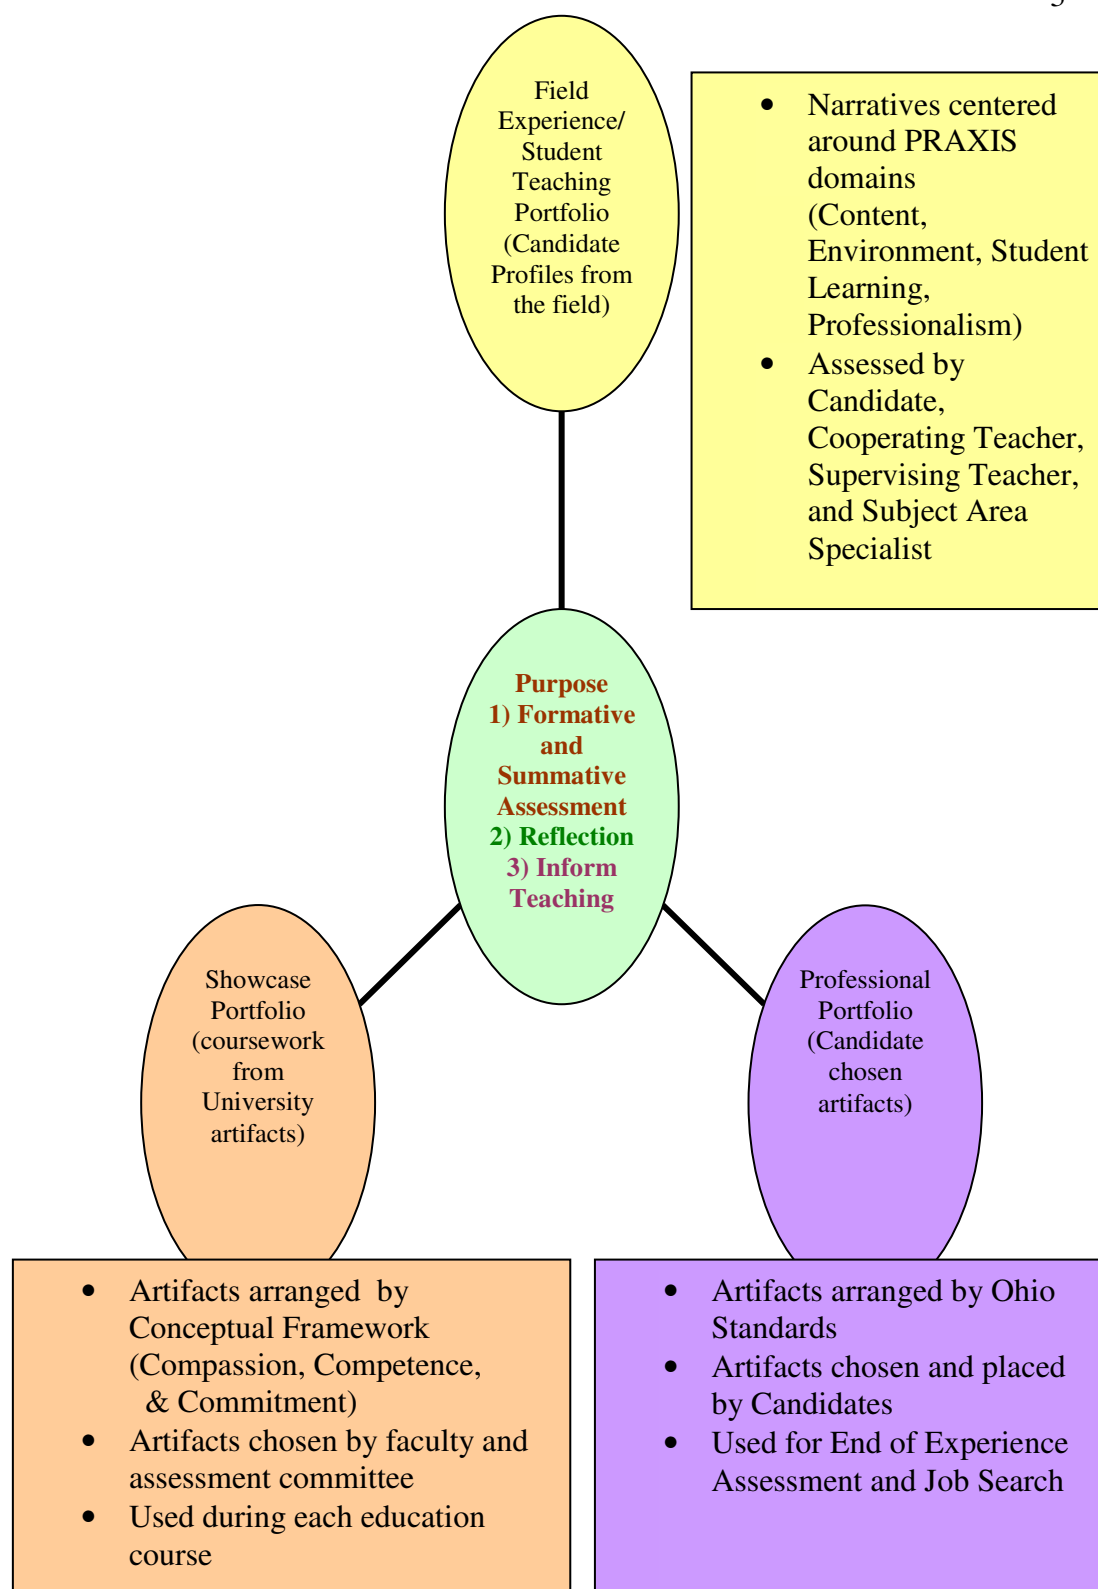 Field
Experience/
Student
Teaching
Portfolio
(Candidate
Profiles from
the field)
• Narratives centered
around PRAXIS
domains
(Content,
Environment, Student
Learning,
Professionalism)
• Assessed by
Candidate,
Cooperating Teacher,
Supervising Teacher,
and Subject Area
Specialist
Purpose
1) Formative
and
Summative
Assessment
2) Reflection
3) Inform
Teaching
Showcase
Portfolio
(coursework
from
University
artifacts)
Professional
Portfolio
(Candidate
chosen
artifacts)
• Artifacts arranged  by
Conceptual Framework
(Compassion, Competence,
& Commitment)
• Artifacts chosen by faculty and
assessment committee
• Used during each education
course
• Artifacts arranged by Ohio
Standards
• Artifacts chosen and placed
by Candidates
• Used for End of Experience
Assessment and Job Search